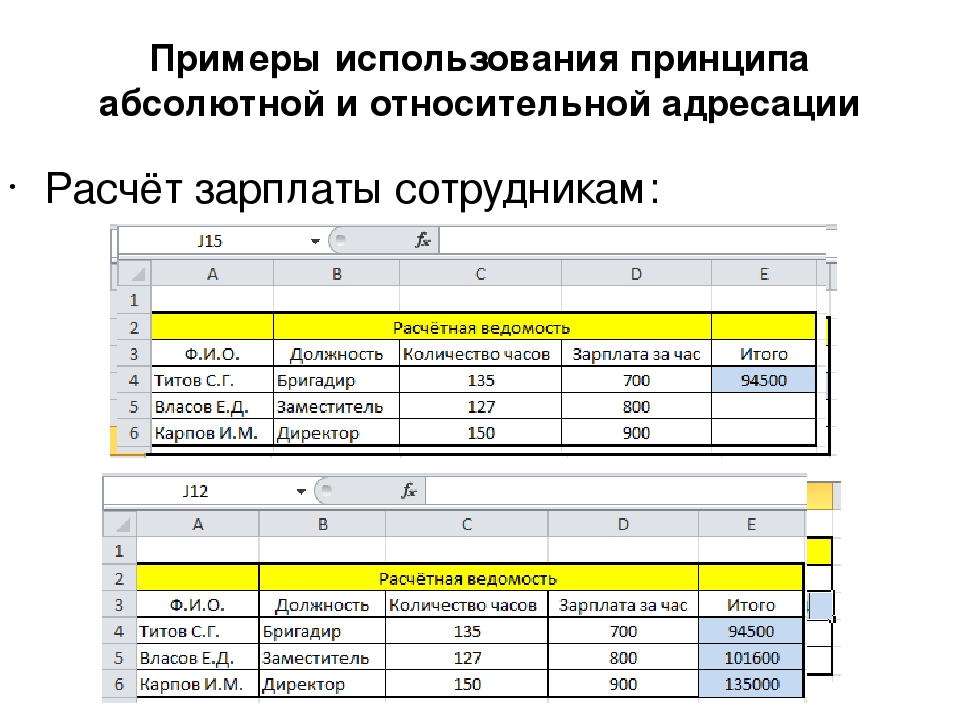 Примеры использования принципа
абсолютной и относительной адресации
· Расчёт зарплаты сотрудникам:
J15 fx
A B C D E
1
2 Расчётная ведомость
3 Ф.И.О. Должность Количество часов Зарплата за час Итого
4 Титов С.Г. Бригадир 135 700 94500
5 Власов Е.Д. Заместитель 127 800
6 Карпов И.М. Директор 150 900
J12 fx
A B C D E
1
2 Расчётная ведомость
3 Ф.И.О. Должность Количество часов Зарплата за час Итого
4 Титов С.Г. Бригадир 135 700 94500
5 Власов Е.Д. Заместитель 127 800 101600
6 Карпов И.М. Директор 150 900 135000